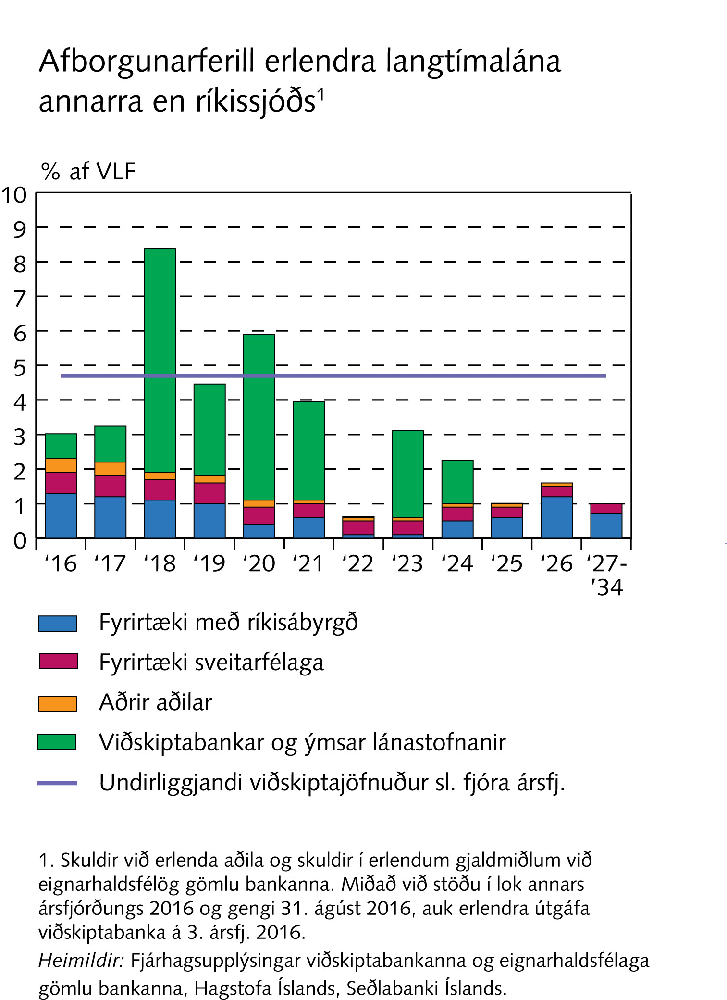 Afborgunarferill erlendra langtímalána
annarra en ríkissjóðs¹
% af VLF
10
9
8
7
6
5
4
3
2
1
0
‘16 ‘17 ‘18 ‘19 ‘20 ‘21 ‘22 ‘23 ‘24 ‘25 ‘26 ‘27-
’34
Fyrirtæki með ríkisábyrgð
Fyrirtæki sveitarfélaga
Aðrir aðilar
Viðskiptabankar og ýmsar lánastofnanir
Undirliggjandi viðskiptajöfnuður sl. fjóra ársfj.
1. Skuldir við erlenda aðila og skuldir í erlendum gjaldmiðlum við
eignarhaldsfélög gömlu bankanna. Miðað við stöðu í lok annars
ársfjórðungs 2016 og gengi 31. ágúst 2016, auk erlendra útgáfa
viðskiptabanka á 3. ársfj. 2016.
Heimildir: Fjárhagsupplýsingar viðskiptabankanna og eignarhaldsfélaga
gömlu bankanna, Hagstofa Íslands, Seðlabanki Íslands.